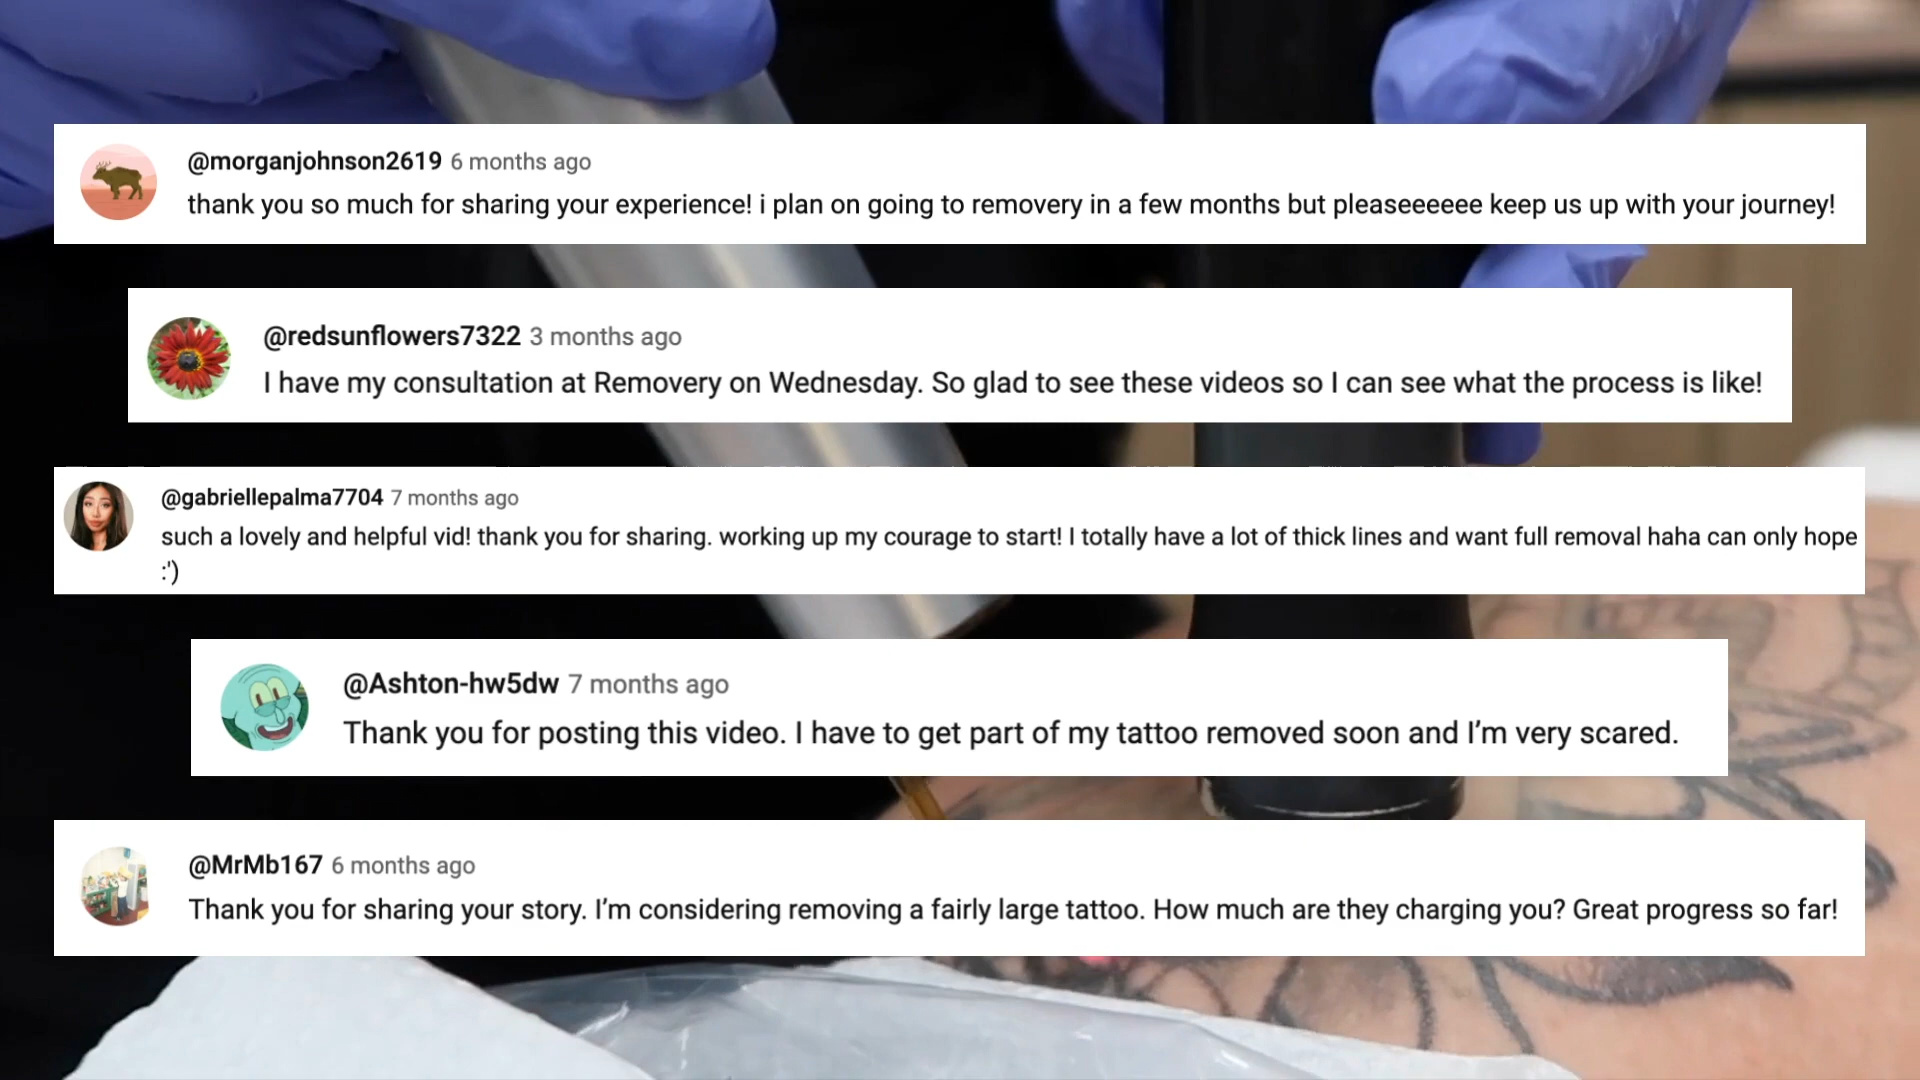 @morganjohnson2619 6 months ago
thank you so much for sharing your experience! i plan on going to removery in a few months but pleaseeeeee keep us up with your journey!
@redsunflowers7322 3 months ago
I have my consultation at Removery on Wednesday. So glad to see these videos so I can see what the process is like!
@gabriellepalma7704 7 months ago
such a lovely and helpful vid! thank you for sharing. working up my courage to start! I totally have a lot of thick lines and want full removal haha can only hope
:')
@Ashton-hw5dw 7 months ago
Thank you for posting this video. I have to get part of my tattoo removed soon and I’m very scared.
@MrMb167 6 months ago
Thank you for sharing your story. I’m considering removing a fairly large tattoo. How much are they charging you? Great progress so far!